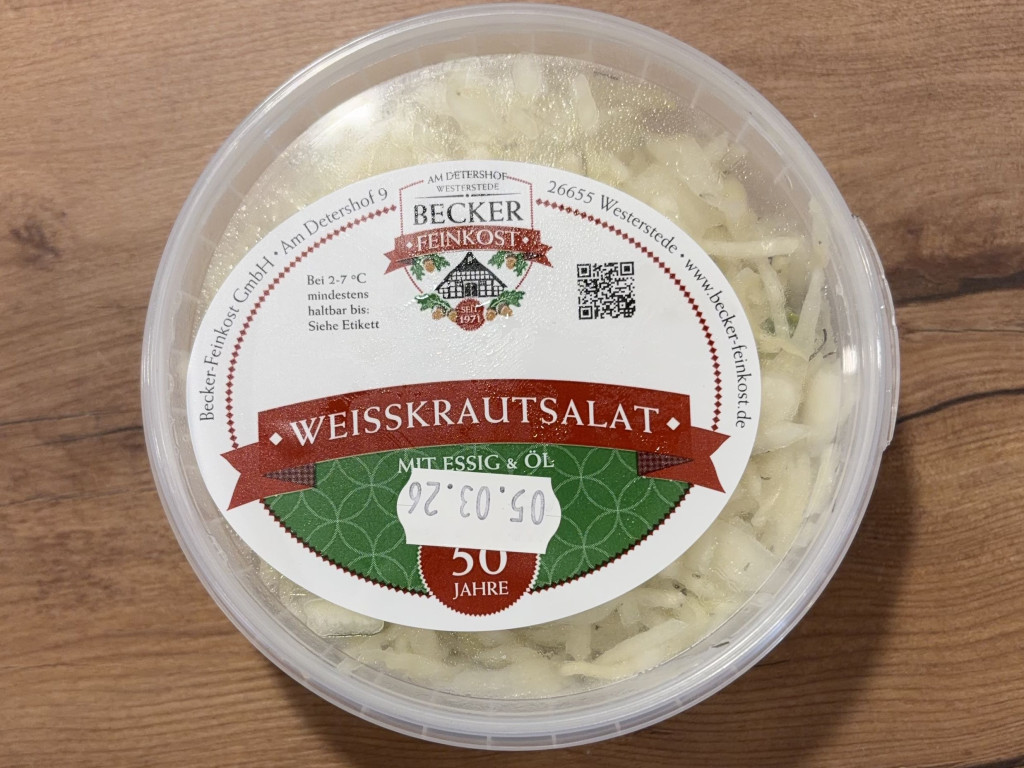 AM DETERSHOF
WESTERSTEDE
BECKER
FEINKOST
SEIT
1971
Becker-Feinkost GmbH • Am Detershof 9
26655 Westerstede • www.becker-feinkost.de
Bei 2-7 °C
mindestens
haltbar bis:
Siehe Etikett
WEISSKRAUTSALAT
MIT ESSIG & ÖL
05.03.26
50
JAHRE